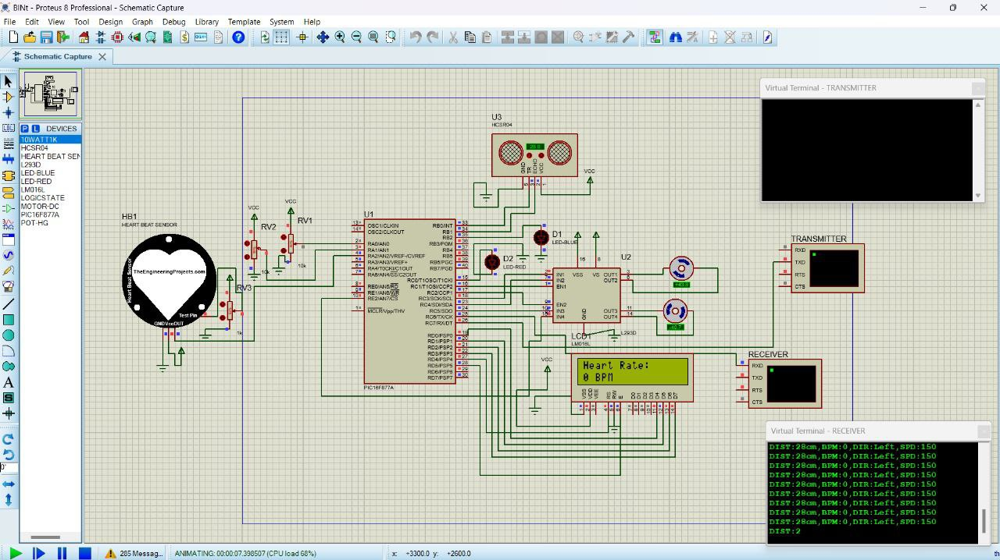 BINt - Proteus 8 Professional - Schematic Capture
File Edit View Tool Design Graph Debug Library Template System Help
Schematic Capture
P L DEVICES
10WATT1K
HCSR04
HEART BEAT SEN
L293D
LED-BLUE
LED-RED
LM016L
LOGICSTATE
MOTOR-DC
PIC16F877A
POT-HG
Virtual Terminal - TRANSMITTER
U3
HCSR04
GND
TR
ECHO
VCC
VCC
HB1
HEART BEAT SENSOR
Heart Beat Sensor
TheEngineeringProjects.com
Test Pin
GND Vcc OUT
VCC
RV2
10k
VCC
RV1
10k
RV3
1k
U1
OSC1/CLKIN
OSC2/CLKOUT
RA0/AN0
RA1/AN1
RA2/AN2/VREF-/CVREF
RA3/AN3/VREF+
RA4/T0CKI/C1OUT
RA5/AN4/SS/C2OUT
RE0/AN5/RD
RE1/AN6/WR
RE2/AN7/CS
MCLR/Vpp/THV
RB0/INT
RB1
RB2
RB3/PGM
RB4
RB5
RB6/PGC
RB7/PGD
RC0/T1OSO/T1CKI
RC1/T1OSI/CCP2
RC2/CCP1
RC3/SCK/SCL
RC4/SDI/SDA
RC5/SDO
RC6/TX/CK
RC7/RX/DT
RD0/PSP0
RD1/PSP1
RD2/PSP2
RD3/PSP3
RD4/PSP4
RD5/PSP5
RD6/PSP6
RD7/PSP7
PIC16F877A
D1
LED-BLUE
D2
LED-RED
U2
IN1
IN2
EN1
EN2
IN3
IN4
VSS
VS
OUT1
OUT2
OUT3
OUT4
GND
16
8
L293D
LCD1
LM016L
VCC
Heart Rate:
0 BPM
VSS
VDD
VEE
RS
RW
E
D0
D1
D2
D3
D4
D5
D6
D7
TRANSMITTER
RXD
TXD
RTS
CTS
RECEIVER
RXD
TXD
RTS
CTS
Virtual Terminal - RECEIVER
DIST:28cm,BPM:0,DIR:Left,SPD:150
DIST:28cm,BPM:0,DIR:Left,SPD:150
DIST:28cm,BPM:0,DIR:Left,SPD:150
DIST:28cm,BPM:0,DIR:Left,SPD:150
DIST:28cm,BPM:0,DIR:Left,SPD:150
DIST:28cm,BPM:0,DIR:Left,SPD:150
DIST:28cm,BPM:0,DIR:Left,SPD:150
DIST:28cm,BPM:0,DIR:Left,SPD:150
DIST:28cm,BPM:0,DIR:Left,SPD:150
DIST:2
285 Messag...
ANIMATING: 00:00:07.398507 (CPU load 68%)
x: +3300.0 y: +2600.0
th